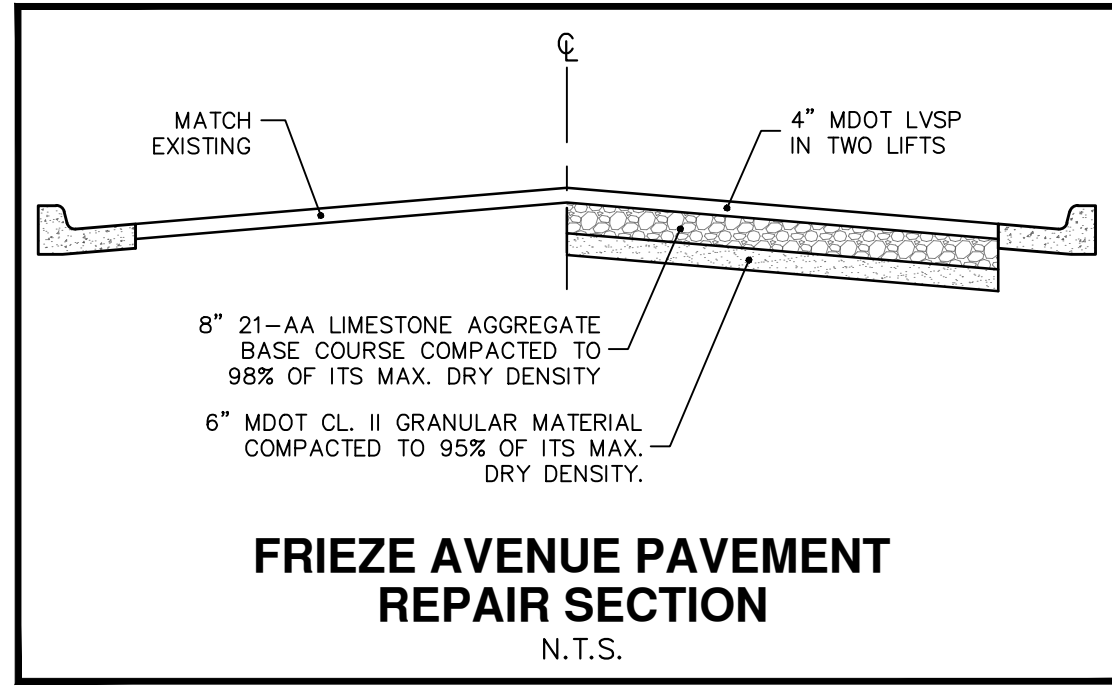 ℄
MATCH
EXISTING
4” MDOT LVSP
IN TWO LIFTS
8” 21–AA LIMESTONE AGGREGATE
BASE COURSE COMPACTED TO
98% OF ITS MAX. DRY DENSITY
6” MDOT CL. II GRANULAR MATERIAL
COMPACTED TO 95% OF ITS MAX.
DRY DENSITY.
FRIEZE AVENUE PAVEMENT
REPAIR SECTION
N.T.S.